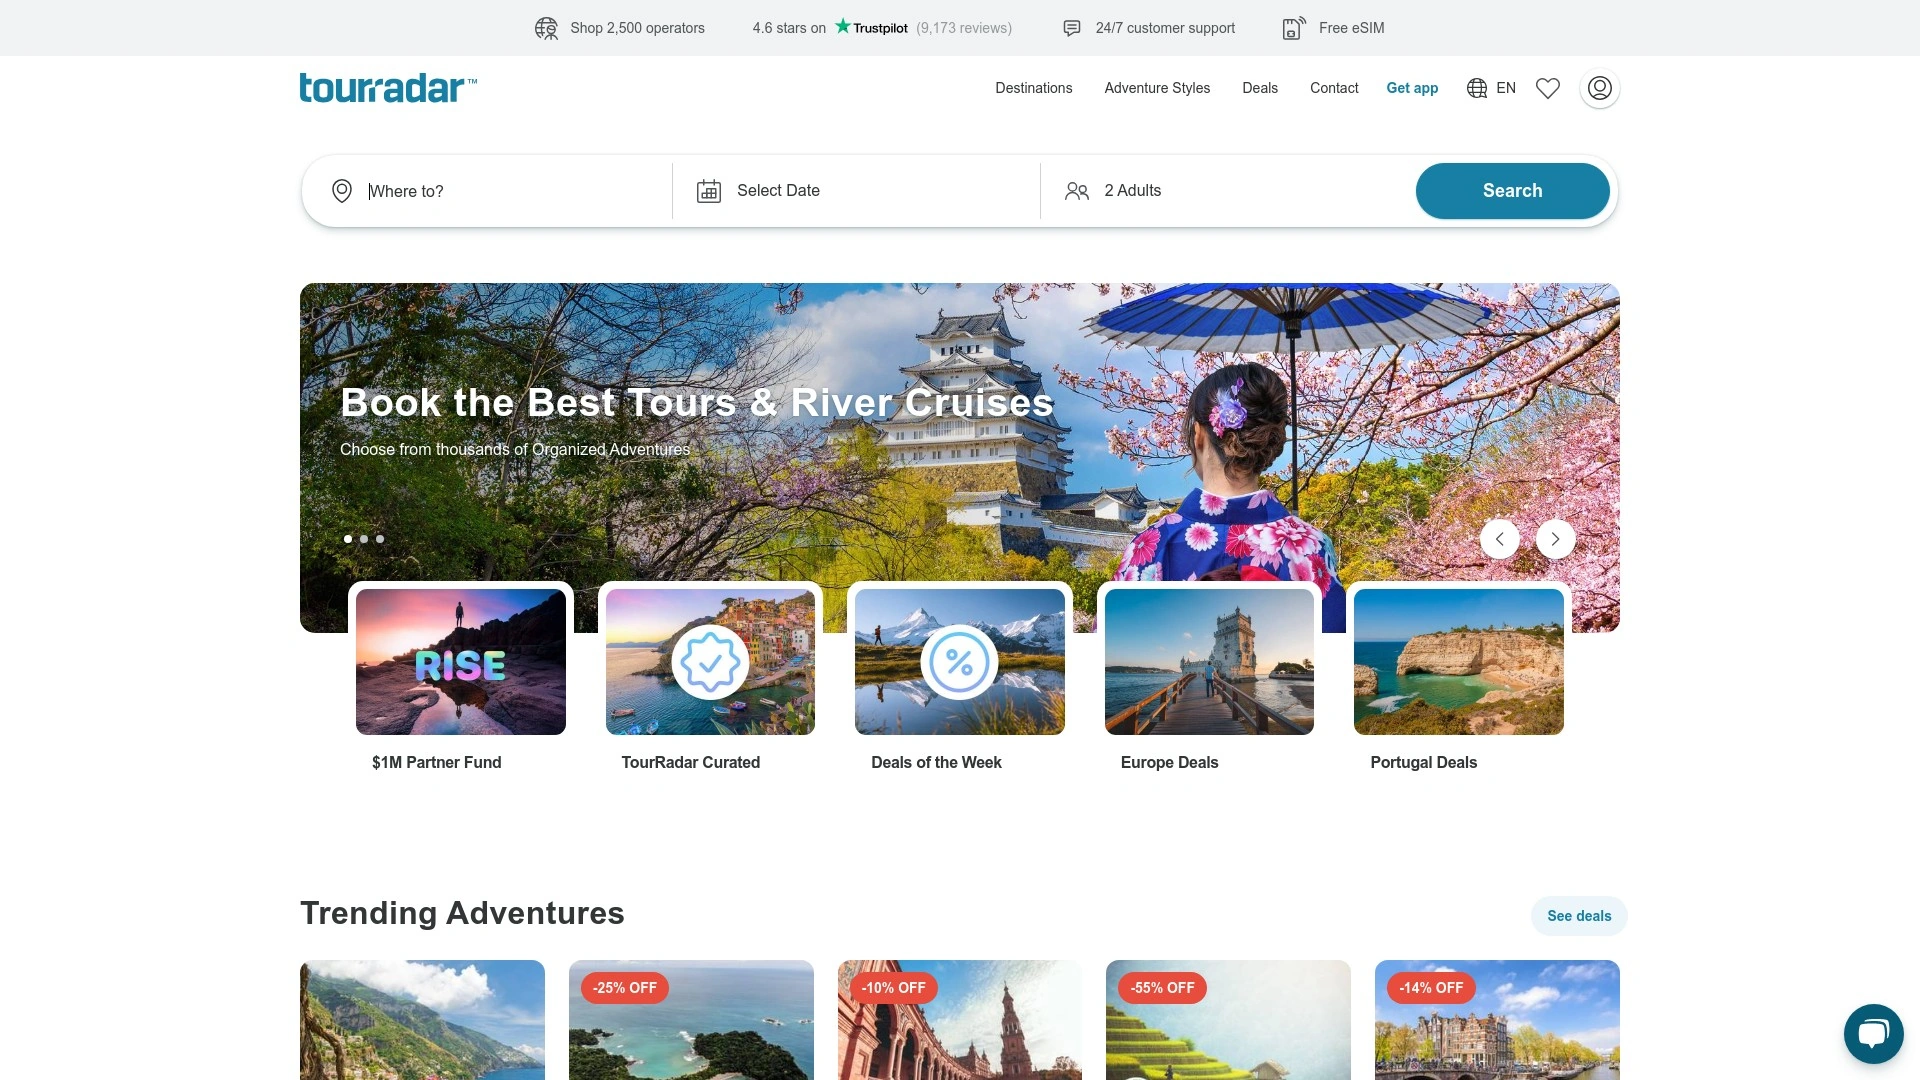 Shop 2,500 operators
4.6 stars on Trustpilot (9,173 reviews)
24/7 customer support
Free eSIM
tourradar™
Destinations
Adventure Styles
Deals
Contact
Get app
EN
Where to?
Select Date
2 Adults
Search
Book the Best Tours & River Cruises
Choose from thousands of Organized Adventures
RISE
$1M Partner Fund
TourRadar Curated
%
Deals of the Week
Europe Deals
Portugal Deals
Trending Adventures
See deals
-25% OFF
-10% OFF
-55% OFF
-14% OFF